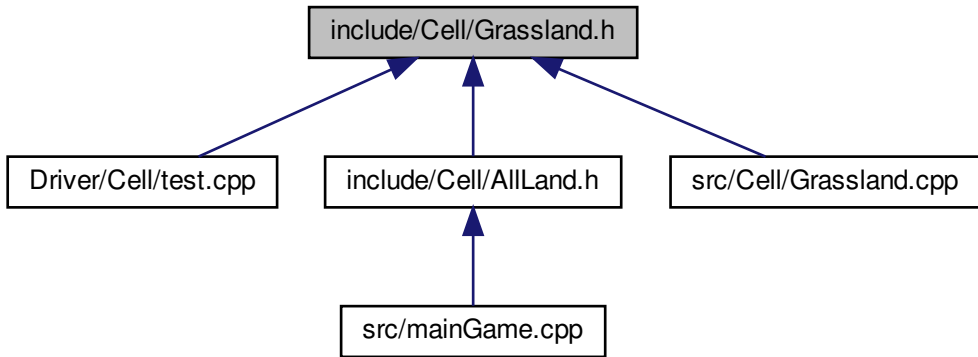 include/Cell/Grassland.h
Driver/Cell/test.cpp
include/Cell/AllLand.h
src/Cell/Grassland.cpp
src/mainGame.cpp